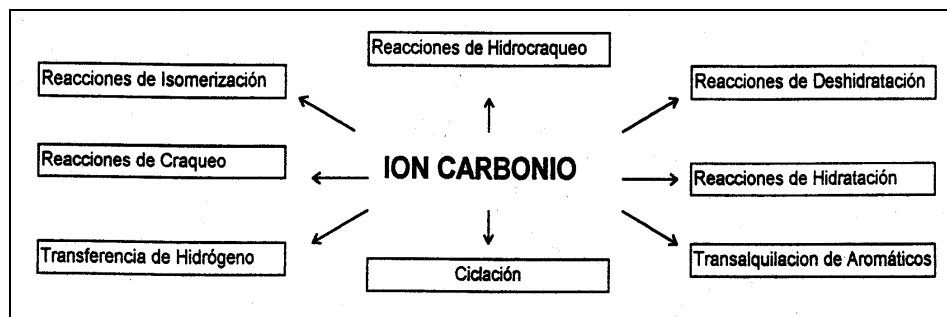 Reacciones de Hidrocraqueo
Reacciones de Isomerización
Reacciones de Deshidratación
Reacciones de Craqueo
ION CARBONIO
Reacciones de Hidratación
Transferencia de Hidrógeno
Ciclación
Transalquilacion de Aromáticos